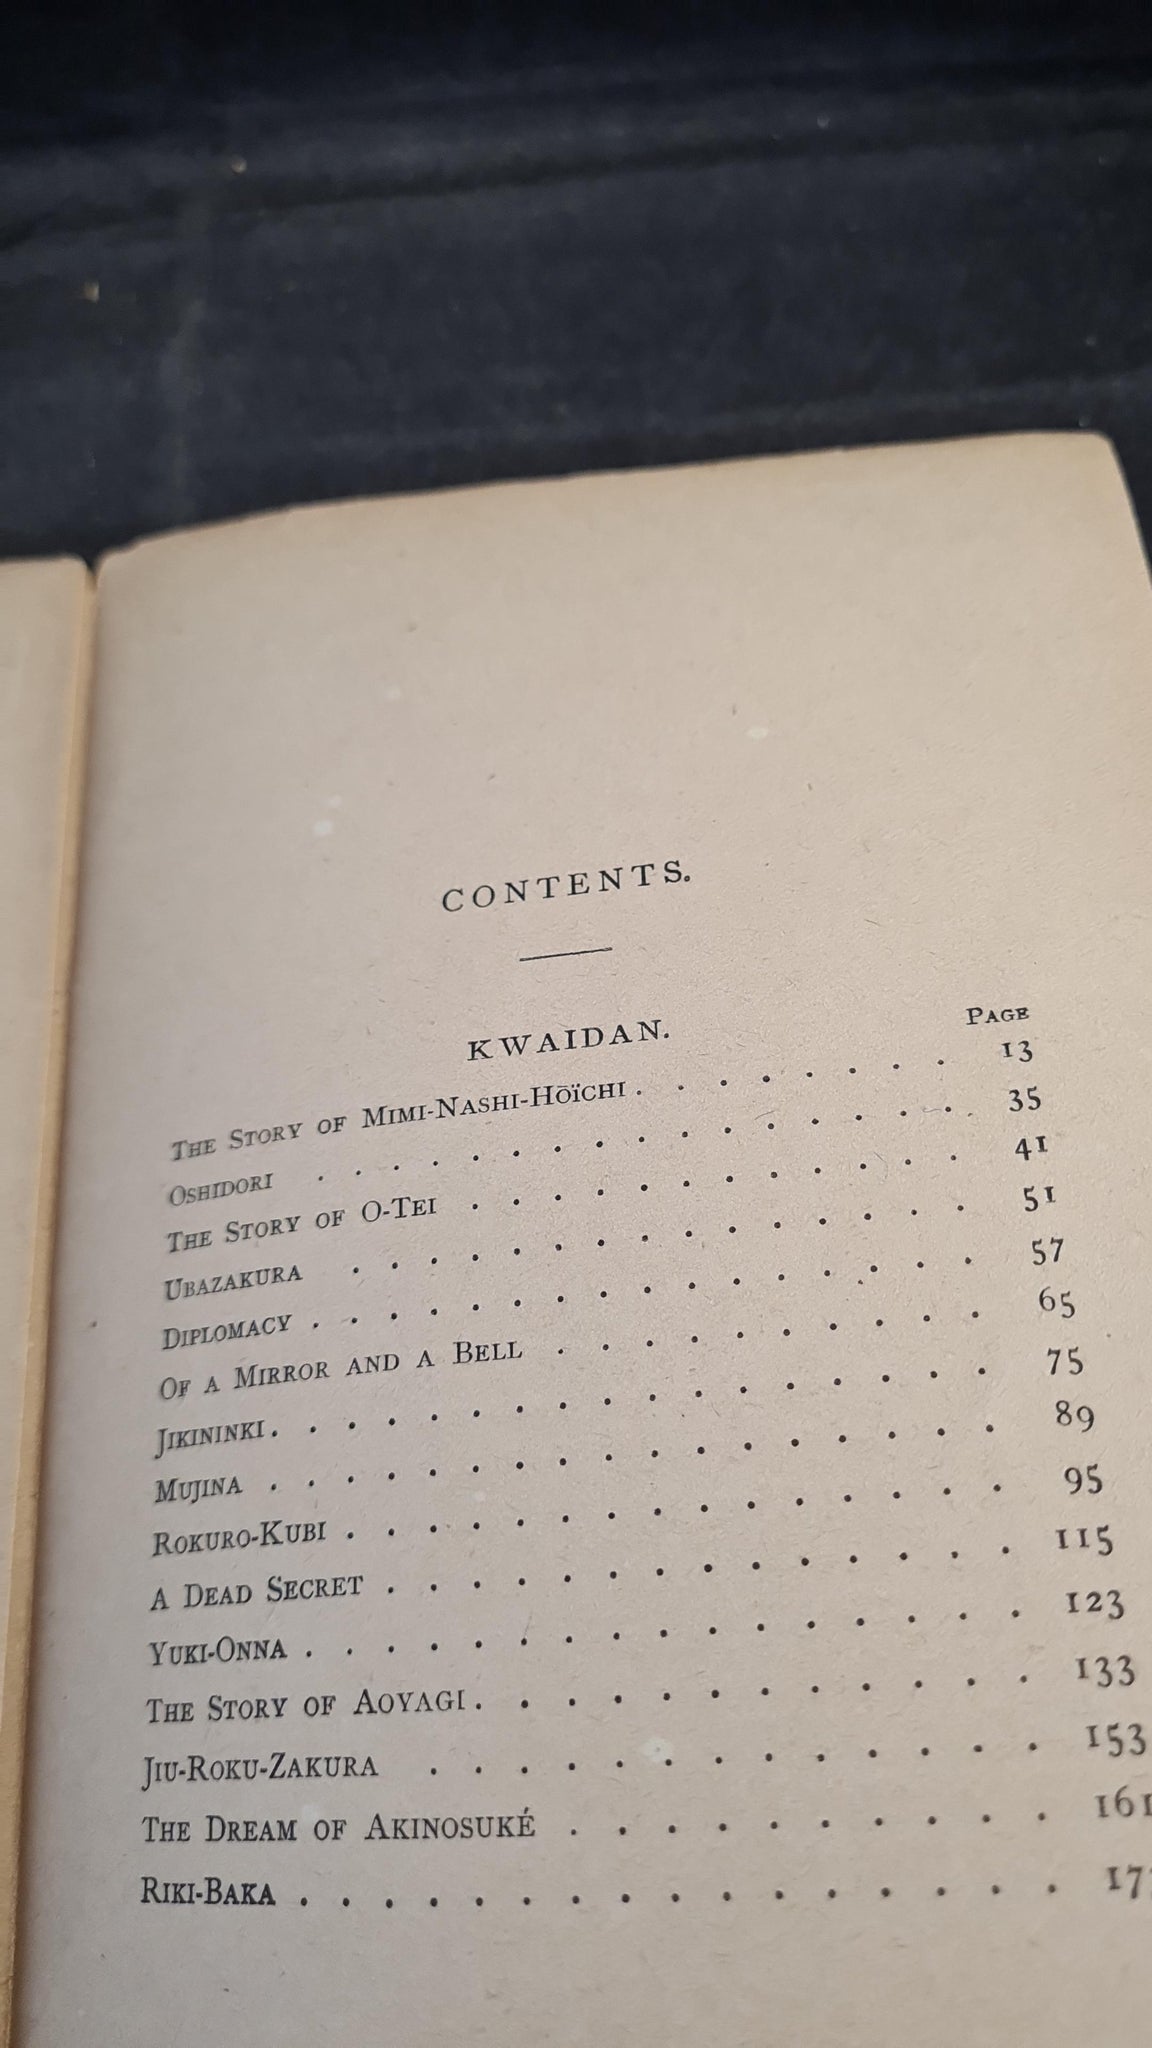 CONTENTS.
KWAIDAN.
PAGE
THE STORY OF MIMI-NASHI-HŌÏCHI . . . . . . . . 13
OSHIDORI . . . . . . . . . . . . . . . . 35
THE STORY OF O-TEI . . . . . . . . . . . . 41
UBAZAKURA . . . . . . . . . . . . . . . 51
DIPLOMACY . . . . . . . . . . . . . . . . 57
OF A MIRROR AND A BELL . . . . . . . . . . 65
JIKININKI . . . . . . . . . . . . . . . . . 75
MUJINA . . . . . . . . . . . . . . . . . 89
ROKURO-KUBI . . . . . . . . . . . . . . . 95
A DEAD SECRET . . . . . . . . . . . . . . 115
YUKI-ONNA . . . . . . . . . . . . . . . . 123
THE STORY OF AOYAGI . . . . . . . . . . . . 133
JIU-ROKU-ZAKURA . . . . . . . . . . . . . 153
THE DREAM OF AKINOSUKÉ . . . . . . . . . . 161
RIKI-BAKA . . . . . . . . . . . . . . . . .